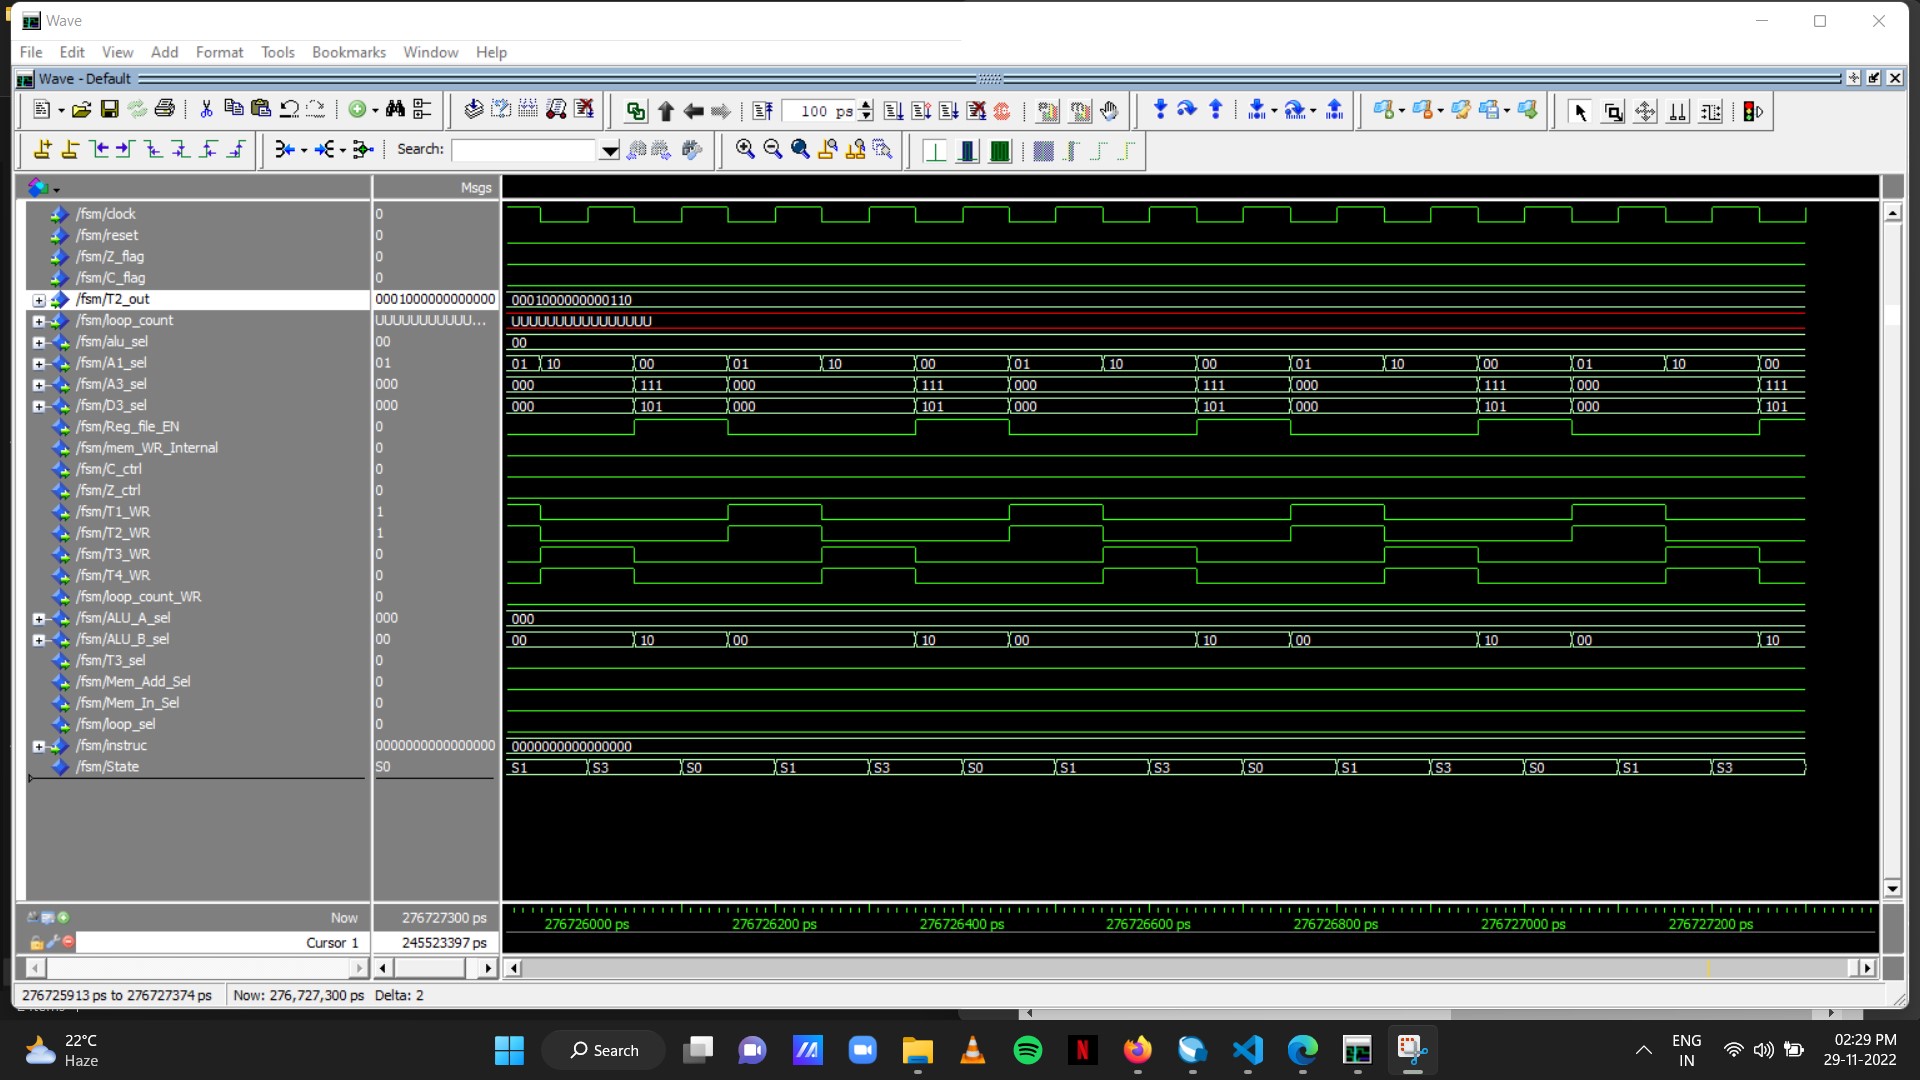 Wave
File Edit View Add Format Tools Bookmarks Window Help
Wave - Default
100 ps
Search:
Msgs
/fsm/clock 0
/fsm/reset 0
/fsm/Z_flag 0
/fsm/C_flag 0
/fsm/T2_out 0001000000000000 0001000000000110
/fsm/loop_count UUUUUUUUUUU... UUUUUUUUUUUUUUUU
/fsm/alu_sel 00 00
/fsm/A1_sel 01 01 10 00 01 10 00 01 10 00 01 10 00 01 10 00
/fsm/A3_sel 000 000 111 000 111 000 111 000 111 000 111
/fsm/D3_sel 000 000 101 000 101 000 101 000 101 000 101
/fsm/Reg_file_EN 0
/fsm/mem_WR_Internal 0
/fsm/C_ctrl 0
/fsm/Z_ctrl 0
/fsm/T1_WR 1
/fsm/T2_WR 1
/fsm/T3_WR 0
/fsm/T4_WR 0
/fsm/loop_count_WR 0
/fsm/ALU_A_sel 000 000
/fsm/ALU_B_sel 00 00 10 00 10 00 10 00 10 00 10
/fsm/T3_sel 0
/fsm/Mem_Add_Sel 0
/fsm/Mem_In_Sel 0
/fsm/loop_sel 0
/fsm/instruc 0000000000000000 0000000000000000
/fsm/State S0 S1 S3 S0 S1 S3 S0 S1 S3 S0 S1 S3 S0 S1 S3
Now 276727300 ps 276726000 ps 276726200 ps 276726400 ps 276726600 ps 276726800 ps 276727000 ps 276727200 ps
Cursor 1 245523397 ps
276725913 ps to 276727374 ps Now: 276,727,300 ps Delta: 2
22°C
Haze
Search
ENG
IN
02:29 PM
29-11-2022